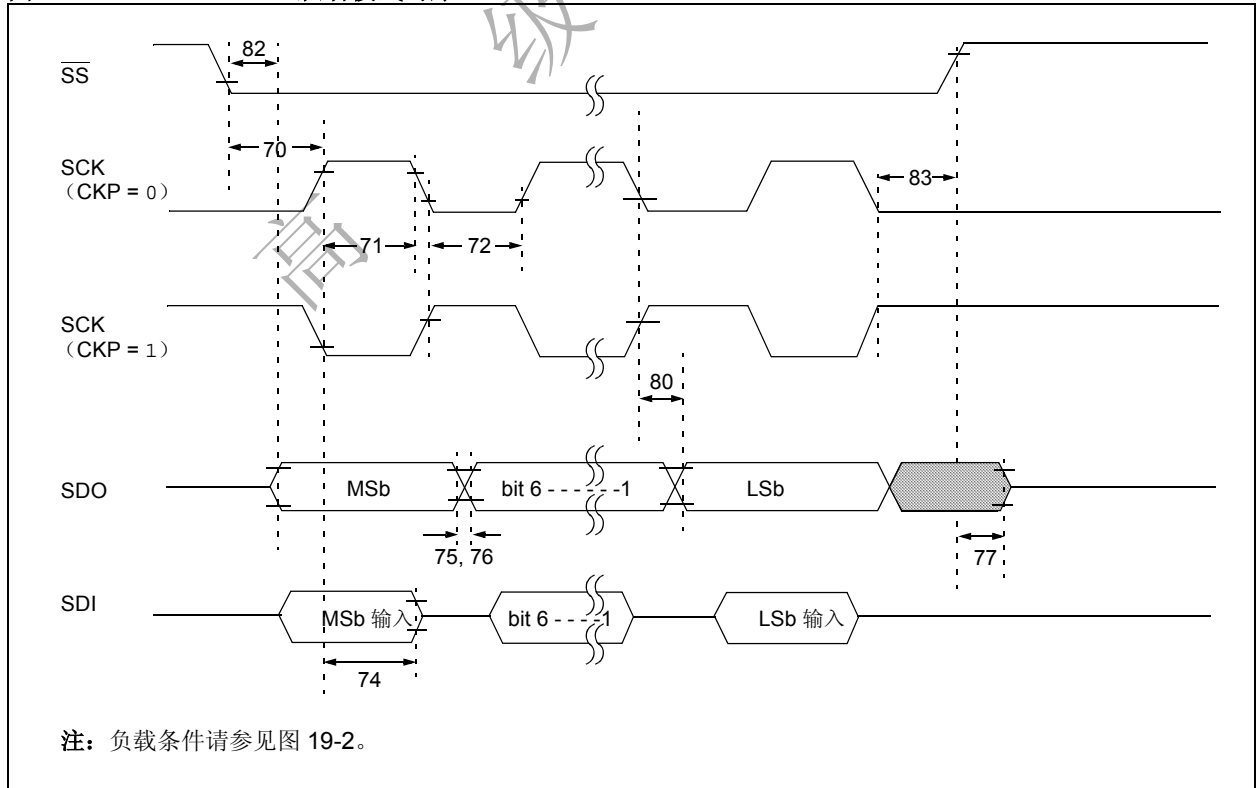 82
SS
70
SCK
（CKP = 0）
83
71
72
SCK
（CKP = 1）
80
SDO
MSb
bit 6 - - - - - -1
LSb
75, 76
77
SDI
MSb 输入
bit 6 - - - -1
LSb 输入
74
注：负载条件请参见图 19-2。
高
级